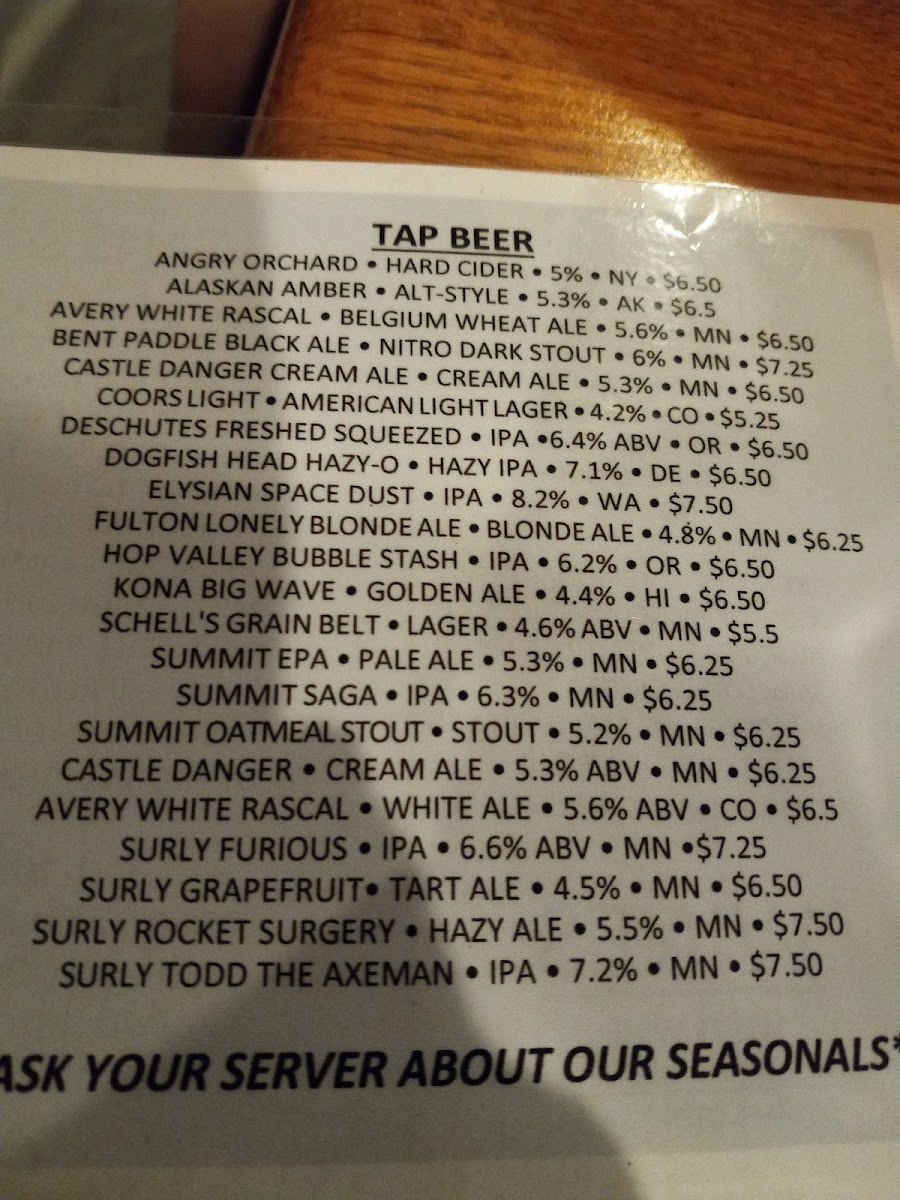 TAP BEER
ANGRY ORCHARD • HARD CIDER • 5% • NY • $6.50
ALASKAN AMBER • ALT-STYLE • 5.3% • AK • $6.5
AVERY WHITE RASCAL • BELGIUM WHEAT ALE • 5.6% • MN • $6.50
BENT PADDLE BLACK ALE • NITRO DARK STOUT • 6% • MN • $7.25
CASTLE DANGER CREAM ALE • CREAM ALE • 5.3% • MN • $6.50
COORS LIGHT • AMERICAN LIGHT LAGER • 4.2% • CO • $5.25
DESCHUTES FRESHED SQUEEZED • IPA •6.4% ABV • OR • $6.50
DOGFISH HEAD HAZY-O • HAZY IPA • 7.1% • DE • $6.50
ELYSIAN SPACE DUST • IPA • 8.2% • WA • $7.50
FULTON LONELY BLONDE ALE • BLONDE ALE • 4.8% • MN • $6.25
HOP VALLEY BUBBLE STASH • IPA • 6.2% • OR • $6.50
KONA BIG WAVE • GOLDEN ALE • 4.4% • HI • $6.50
SCHELL'S GRAIN BELT • LAGER • 4.6% ABV • MN • $5.5
SUMMIT EPA • PALE ALE • 5.3% • MN • $6.25
SUMMIT SAGA • IPA • 6.3% • MN • $6.25
SUMMIT OATMEAL STOUT • STOUT • 5.2% • MN • $6.25
CASTLE DANGER • CREAM ALE • 5.3% ABV • MN • $6.25
AVERY WHITE RASCAL • WHITE ALE • 5.6% ABV • CO • $6.5
SURLY FURIOUS • IPA • 6.6% ABV • MN •$7.25
SURLY GRAPEFRUIT• TART ALE • 4.5% • MN • $6.50
SURLY ROCKET SURGERY • HAZY ALE • 5.5% • MN • $7.50
SURLY TODD THE AXEMAN • IPA • 7.2% • MN • $7.50
ASK YOUR SERVER ABOUT OUR SEASONALS*